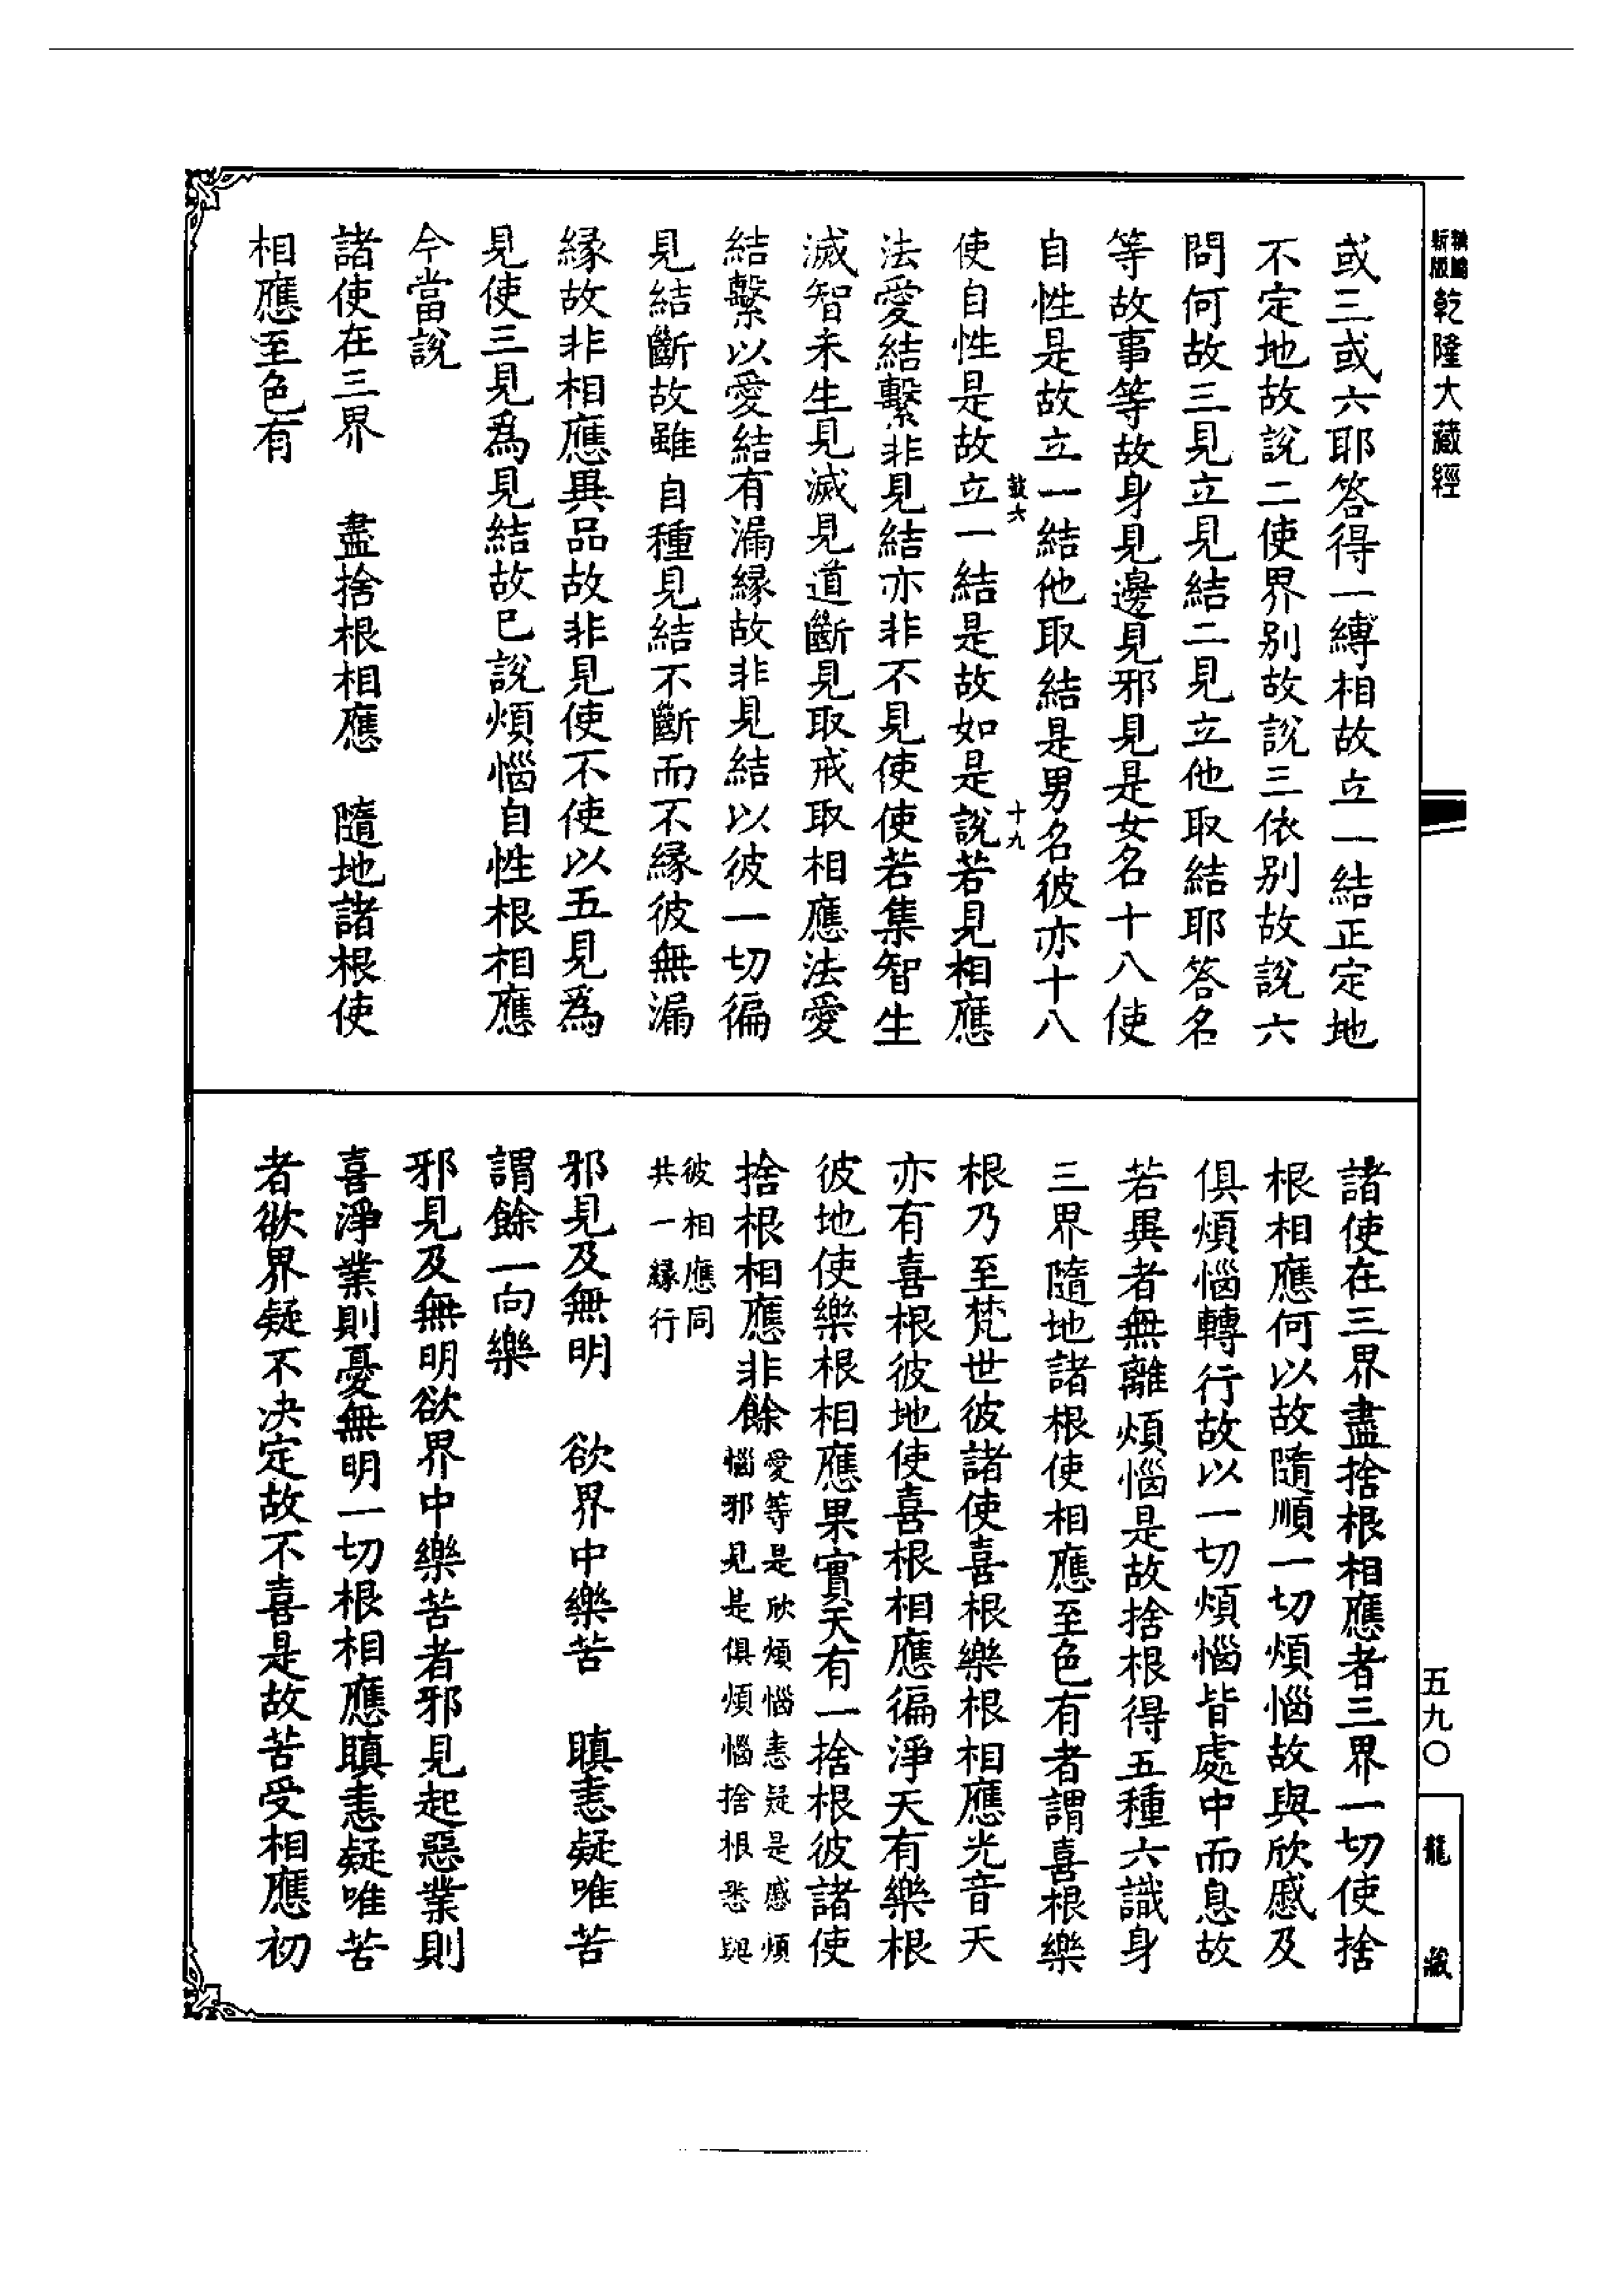 新編
新版
乾隆大藏經
或三或六耶答得一縛相故立一結正定地
不定地故說二使界别故說三依别故說六
問何故三見立見結二見立他取結耶答名
等故事等故身見邊見邪見是女名十八使
自性是故立一結他取結是男名彼亦十八
鼓六
十九
使自性是故立一結是故如是說若見相應
法愛結繫非見結亦非不見使使若集智生
滅智未生見滅見道斷見取戒取相應法愛
結繫以愛結有漏緣故非見結以彼一切徧
見結斷故雖自種見結不斷而不緣彼無漏
緣故非相應異品故非見使不使以五見爲
見使三見爲見結故已說煩惱自性根相應
今當說
諸使在三界　盡捨根相應　隨地諸根使
相應至色有
諸使在三界盡捨根相應者三界一切使捨
根相應何以故隨順一切煩惱故與欣慼及
俱煩惱轉行故以一切煩惱皆處中而息故
若異者無離煩惱是故捨根得五種六識身
三界隨地諸根使相應至色有者謂喜根樂
根乃至梵世彼諸使喜根樂根相應光音天
亦有喜根彼地使喜根相應徧淨天有樂根
彼地使樂根相應果實天有一捨根彼諸使
捨根相應非餘
愛等是欣煩惱恚疑是慼煩
惱邪見是俱煩惱捨根悉與
彼相應同
共一緣行
邪見及無明　欲界中樂苦　瞋恚疑唯苦
謂餘一向樂
邪見及無明欲界中樂苦者邪見起惡業則
喜淨業則憂無明一切根相應瞋恚疑唯苦
者欲界疑不決定故不喜是故苦受相應初
五九〇
龍藏